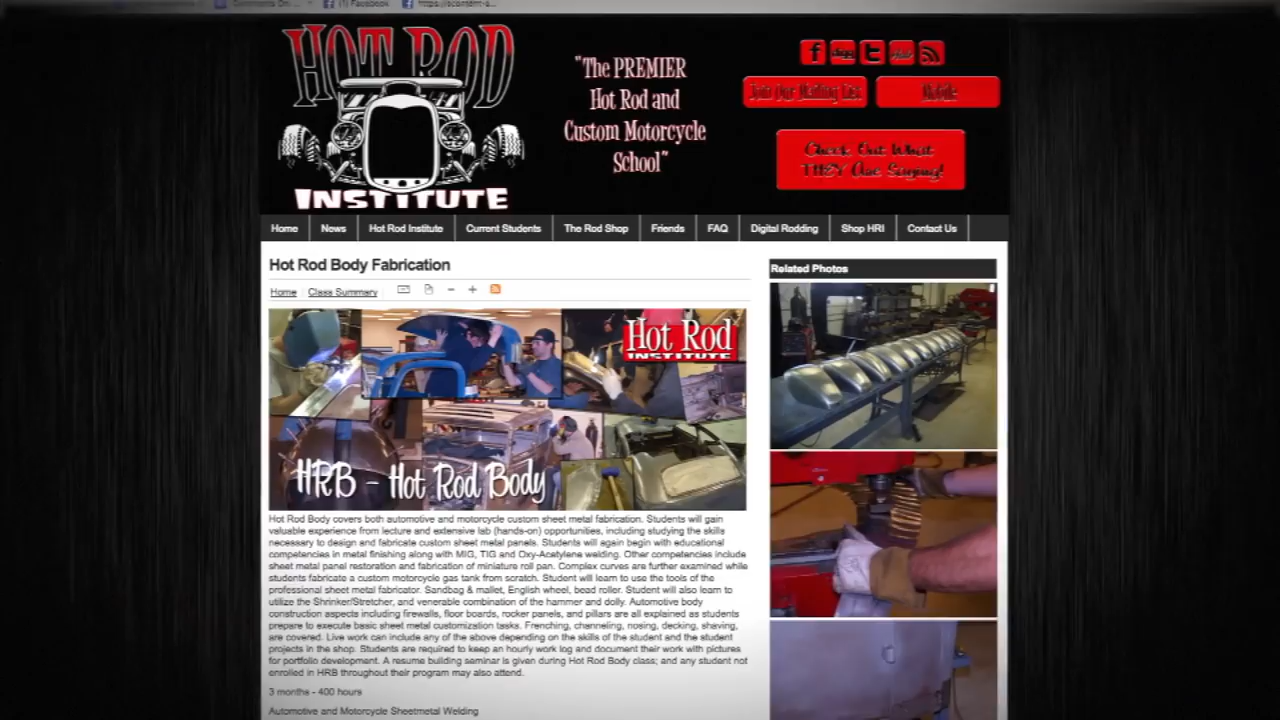 (1) Facebook
HOT ROD
INSTITUTE
"The PREMIER
Hot Rod and
Custom Motorcycle
School"
f digg t
Join Our Mailing List
Mobile
Check Out What
THEY Are Saying!
Home News Hot Rod Institute Current Students The Rod Shop Friends FAQ Digital Rodding Shop HRI Contact Us
Hot Rod Body Fabrication
Home Class Summary
Hot Rod
INSTITUTE
HRB - Hot Rod Body
Hot Rod Body covers both automotive and motorcycle custom sheet metal fabrication. Students will gain
valuable experience from lecture and extensive lab (hands-on) opportunities, including studying the skills
necessary to design and fabricate custom sheet metal panels. Students will again begin with educational
competencies in metal finishing along with MIG, TIG and Oxy-Acetylene welding. Other competencies include
sheet metal panel restoration and fabrication of miniature roll pan. Complex curves are further examined while
students fabricate a custom motorcycle gas tank from scratch. Student will learn to use the tools of the
professional sheet metal fabricator. Sandbag & mallet, English wheel, bead roller. Student will also learn to
utilize the Shrinker/Stretcher, and venerable combination of the hammer and dolly. Automotive body
construction aspects including firewalls, floor boards, rocker panels, and pillars are all explained as students
prepare to execute basic sheet metal customization tasks. Frenching, channeling, nosing, decking, shaving,
are covered. Live work can include any of the above depending on the skills of the student and the student
projects in the shop. Students are required to keep an hourly work log and document their work with pictures
for portfolio development. A resume building seminar is given during Hot Rod Body class; and any student not
enrolled in HRB throughout their program may also attend.
3 months - 400 hours
Automotive and Motorcycle Sheetmetal Welding
Related Photos